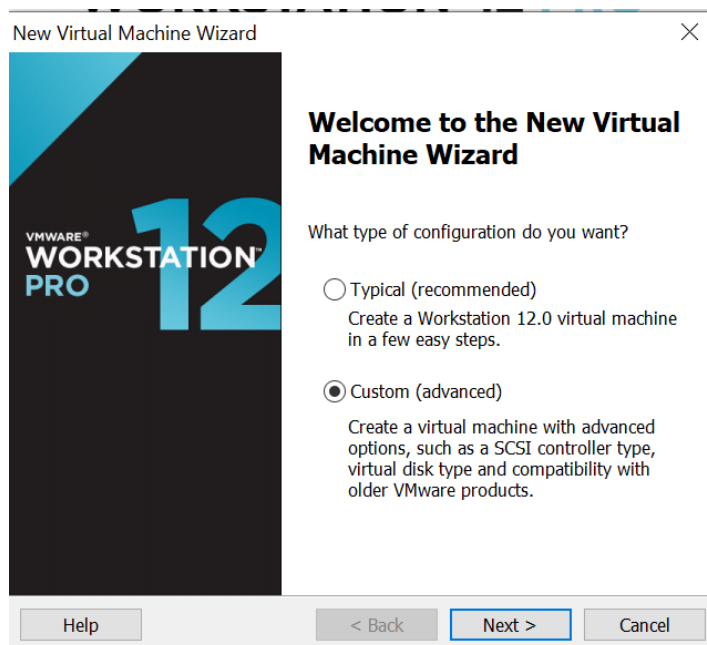 WORKSTATION 12 PRO
New Virtual Machine Wizard
VMWARE®
WORKSTATION™
PRO
12
Welcome to the New Virtual
Machine Wizard
What type of configuration do you want?
Typical (recommended)
Create a Workstation 12.0 virtual machine
in a few easy steps.
Custom (advanced)
Create a virtual machine with advanced
options, such as a SCSI controller type,
virtual disk type and compatibility with
older VMware products.
Help
< Back
Next >
Cancel